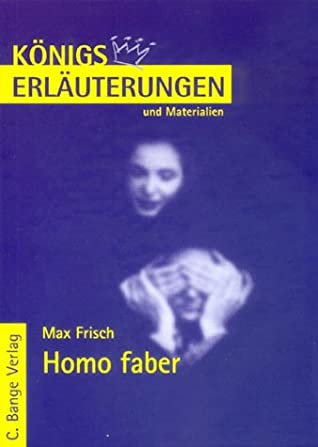 KÖNIGS
ERLÄUTERUNGEN
und Materialien
Max Frisch
Homo faber
C. Bange Verlag